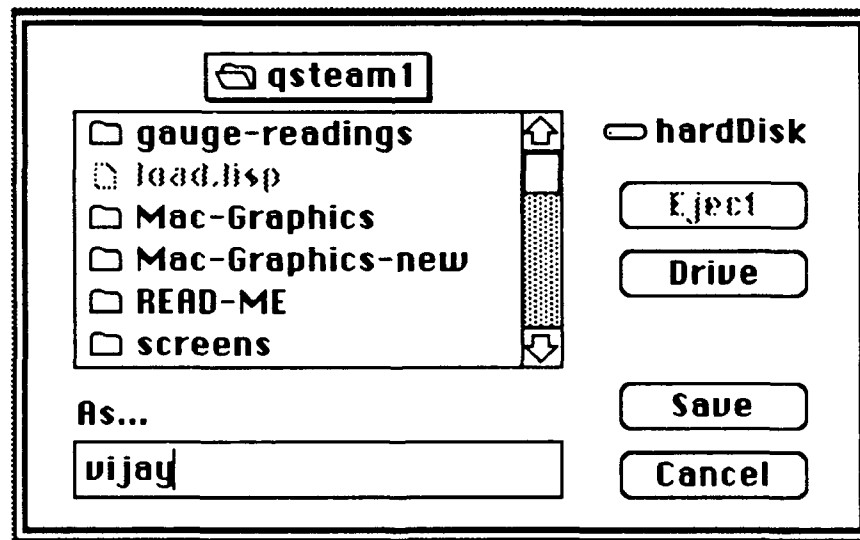 qsteam1
gauge-readings
load.lisp
Mac-Graphics
Mac-Graphics-new
READ-ME
screens
hardDisk
Eject
Drive
As...
vijay
Save
Cancel